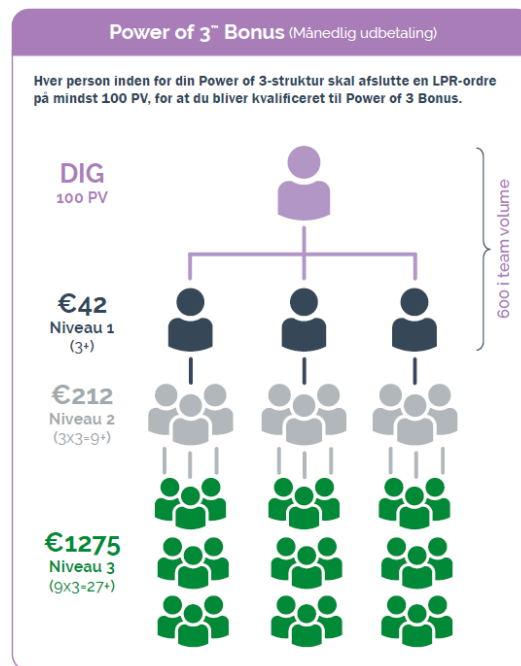 Power of 3™ Bonus (Månedlig udbetaling)
Hver person inden for din Power of 3-struktur skal afslutte en LPR-ordre
på mindst 100 PV, for at du bliver kvalificeret til Power of 3 Bonus.
DIG
100 PV
600 i team volume
€42
Niveau 1
(3+)
€212
Niveau 2
(3x3=9+)
€1275
Niveau 3
(9x3=27+)